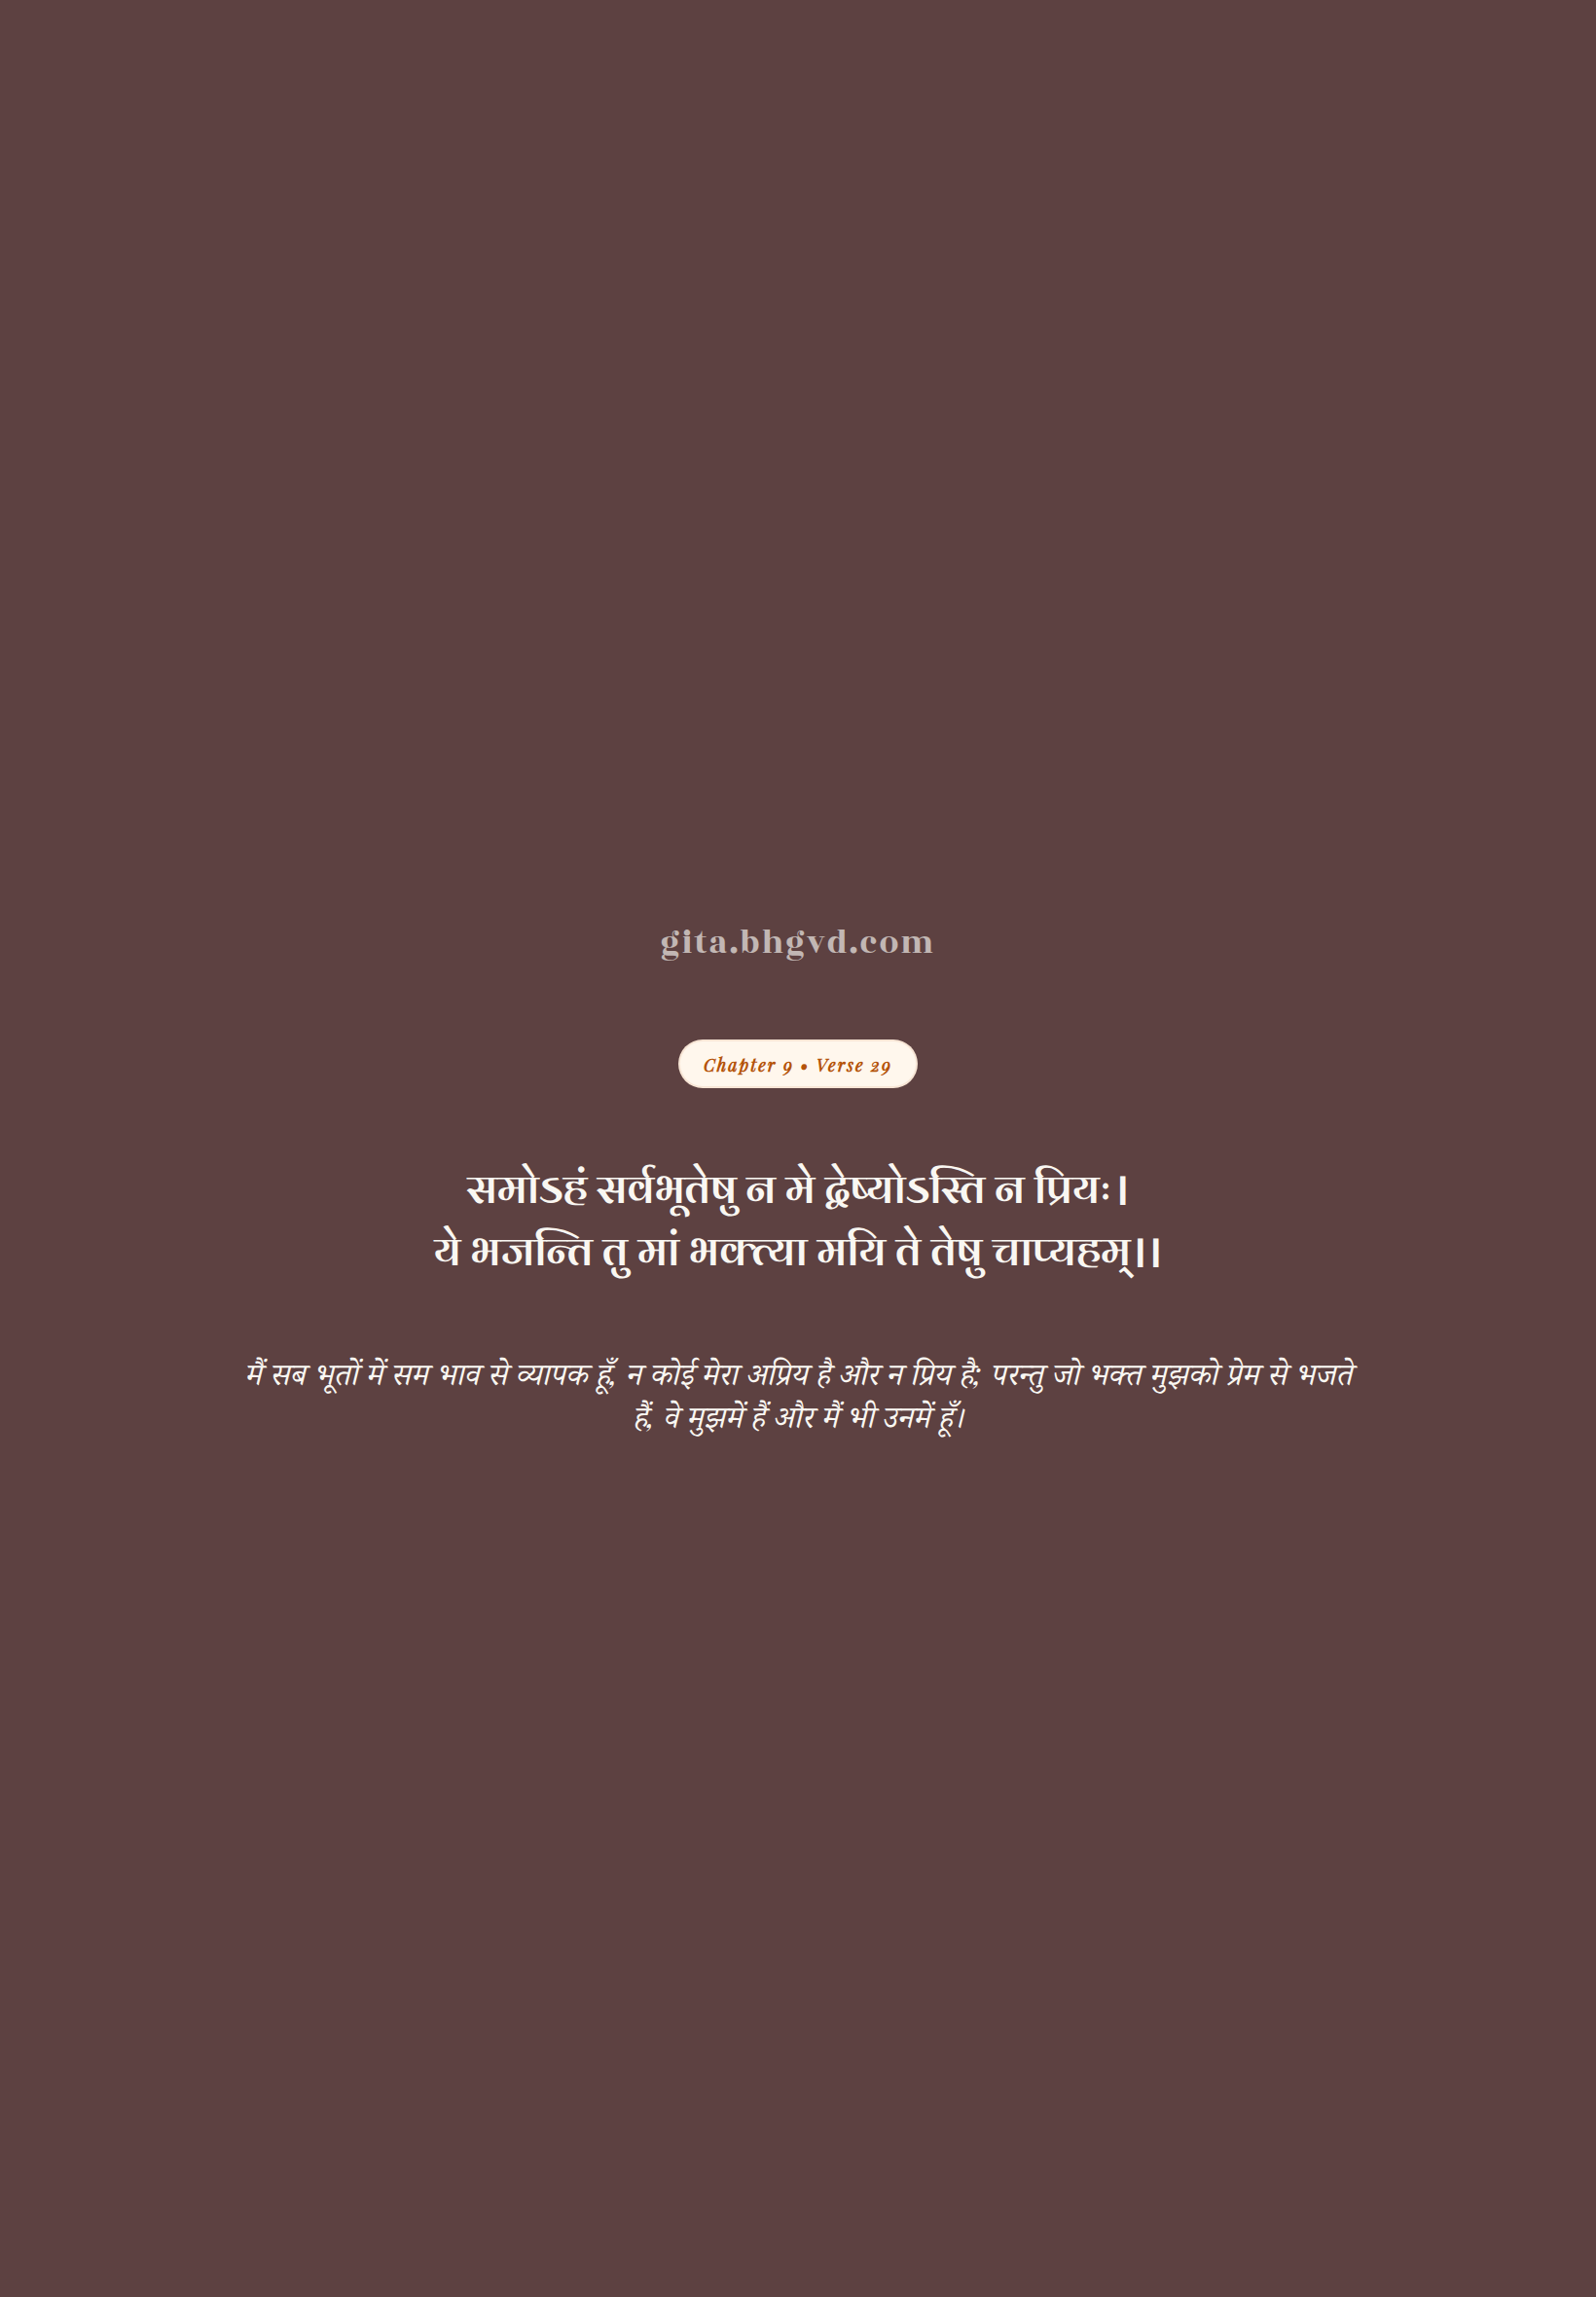 gita.bhgvd.com
Chapter 9 • Verse 29
समोऽहं सर्वभूतेषु न मे द्वेष्योऽस्ति न प्रियः।
ये भजन्ति तु मां भक्त्या मयि ते तेषु चाप्यहम्।।
मैं सब भूतों में सम भाव से व्यापक हूँ, न कोई मेरा अप्रिय है और न प्रिय है; परन्तु जो भक्त मुझको प्रेम से भजते
हैं, वे मुझमें हैं और मैं भी उनमें हूँ।